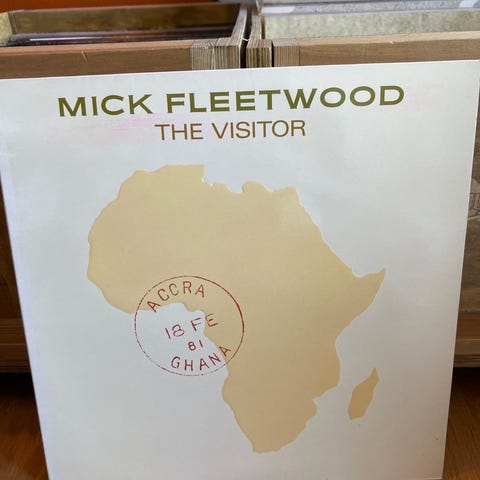 MICK FLEETWOOD
THE VISITOR
ACCRA
18 FE
81
GHANA